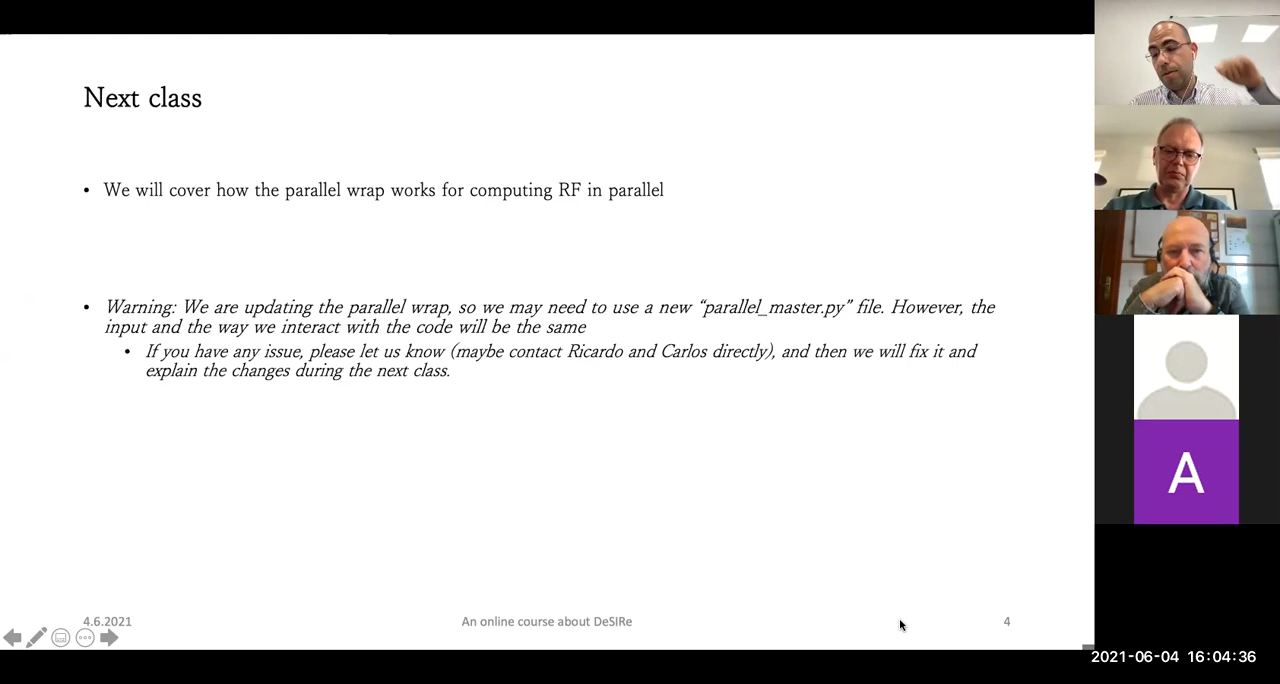 Next class
• We will cover how the parallel wrap works for computing RF in parallel
• Warning: We are updating the parallel wrap, so we may need to use a new “parallel_master.py” file. However, the
input and the way we interact with the code will be the same
• If you have any issue, please let us know (maybe contact Ricardo and Carlos directly), and then we will fix it and
explain the changes during the next class.
4.6.2021
An online course about DeSIRe
4
A
2021-06-04 16:04:36